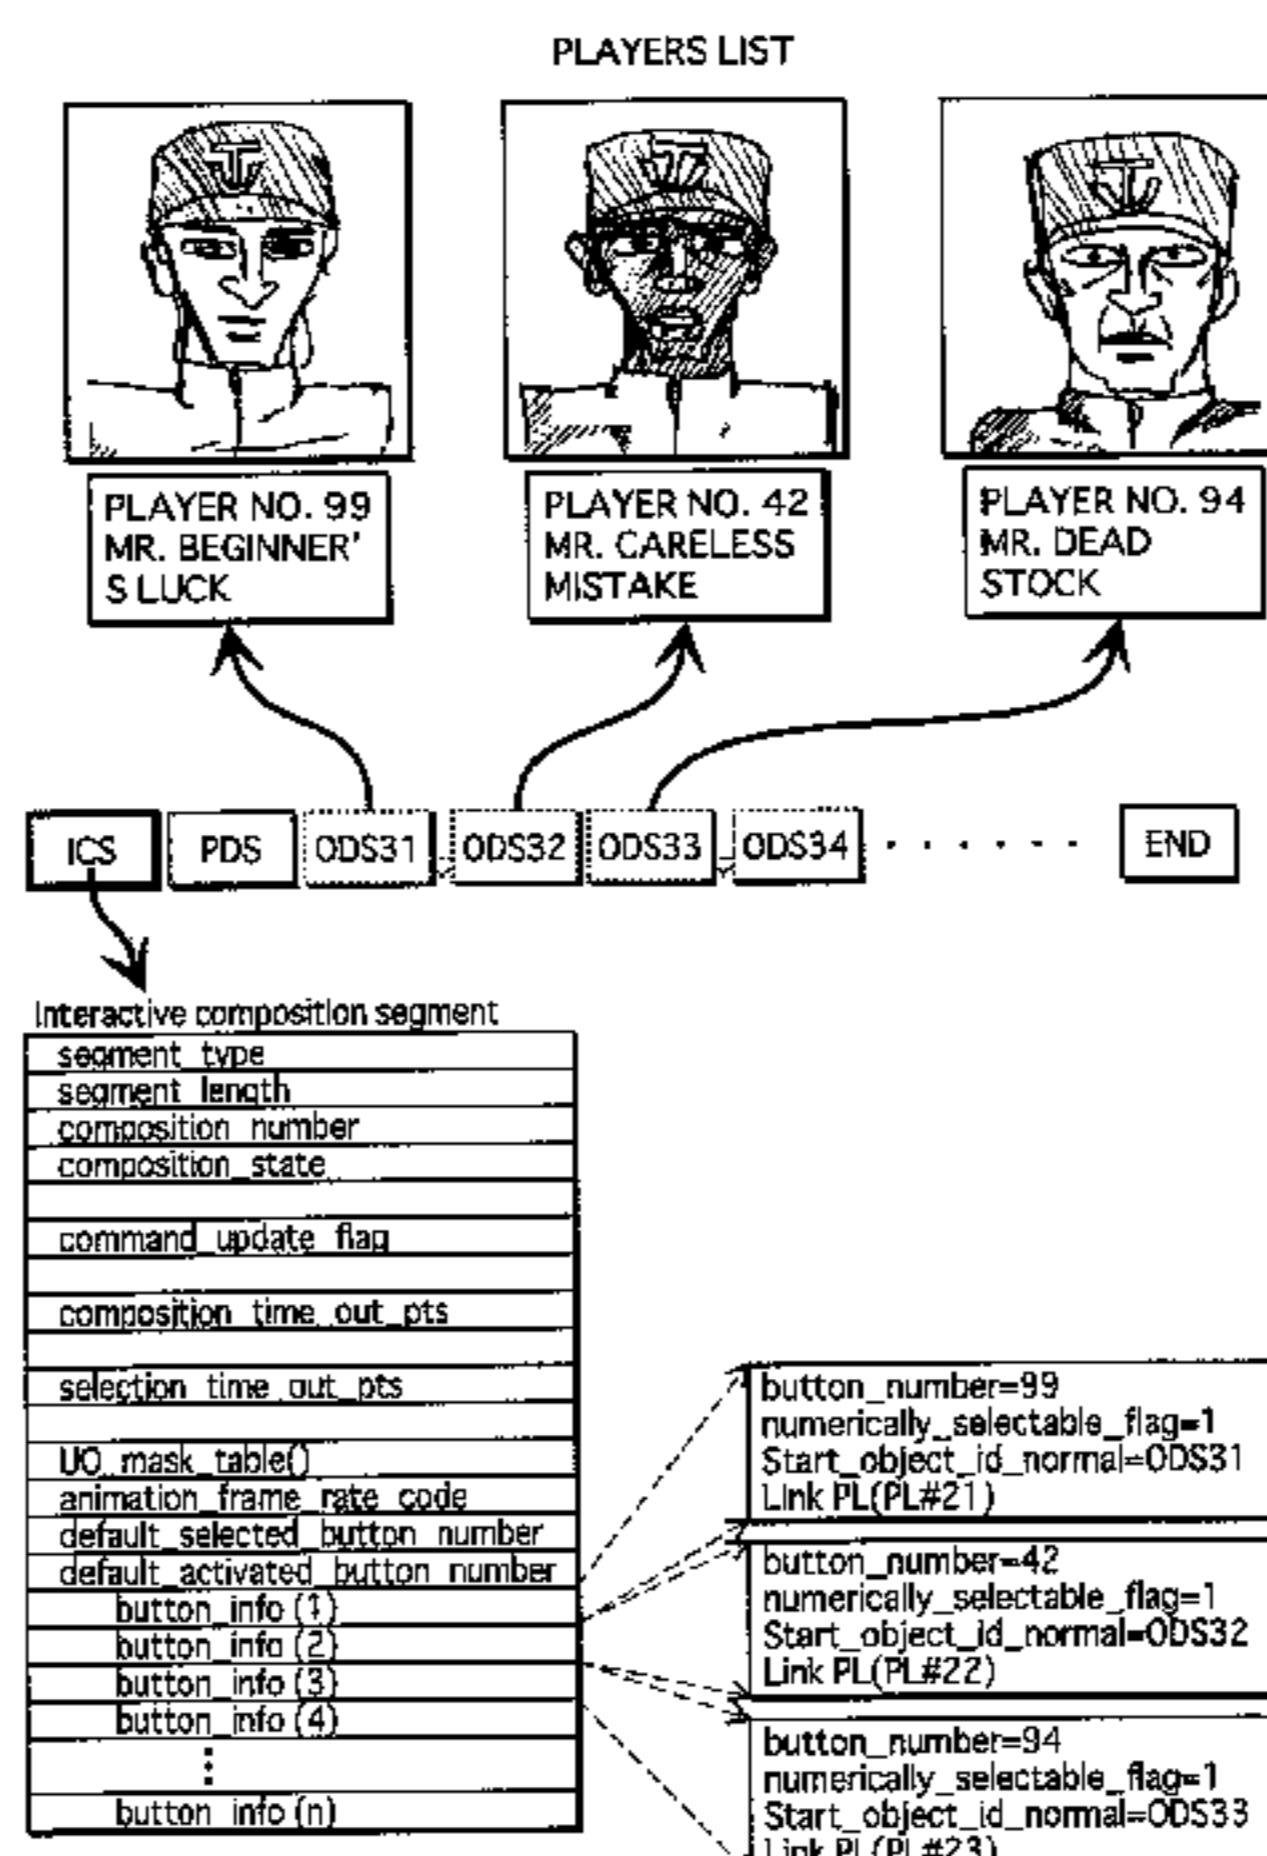 PLAYERS LIST
PLAYER NO. 99
MR. BEGINNER'
S LUCK
PLAYER NO. 42
MR. CARELESS
MISTAKE
PLAYER NO. 94
MR. DEAD
STOCK
ICS
PDS
ODS31
ODS32
ODS33
ODS34
END
Interactive composition segment
segment_type
segment_length
composition_number
composition_state
command_update_flag
composition_time_out_pts
selection_time_out_pts
UO_mask_table()
animation_frame_rate_code
default_selected_button_number
default_activated_button_number
button_info (1)
button_info (2)
button_info (3)
button_info (4)
button_info (n)
button_number=99
numerically_selectable_flag=1
Start_object_id_normal=ODS31
Link PL(PL#21)
button_number=42
numerically_selectable_flag=1
Start_object_id_normal=ODS32
Link PL(PL#22)
button_number=94
numerically_selectable_flag=1
Start_object_id_normal=ODS33
Link PL(PL#23)